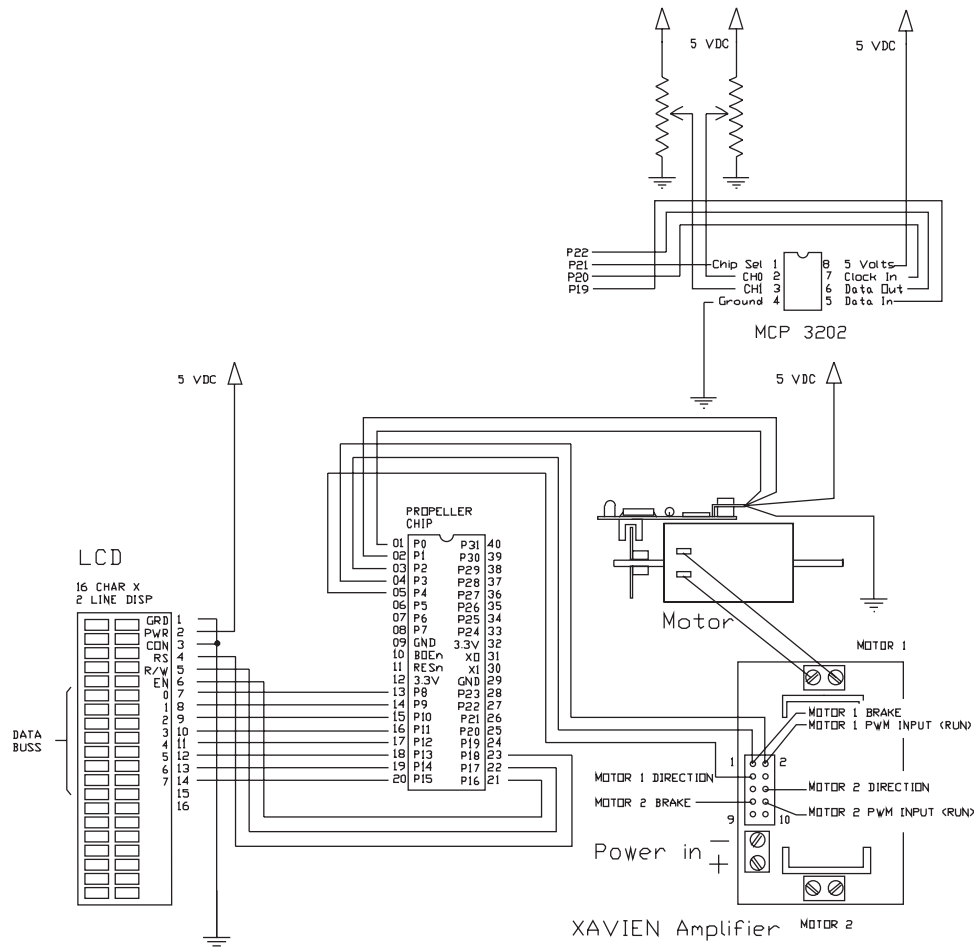 5 VDC
5 VDC
P22
P21
P20
P19
Chip Sel 1
CH0 2
CH1 3
Ground 4
8 5 Volts
7 Clock In
6 Data Out
5 Data In
MCP 3202
5 VDC
5 VDC
PROPELLER
CHIP
01 P0 P31 40
02 P1 P30 39
03 P2 P29 38
04 P3 P28 37
05 P4 P27 36
06 P5 P26 35
07 P6 P25 34
08 P7 P24 33
09 GND 3.3V 32
10 BOEn X0 31
11 RESn X1 30
12 3.3V GND 29
13 P8 P23 28
14 P9 P22 27
15 P10 P21 26
16 P11 P20 25
17 P12 P19 24
18 P13 P18 23
19 P14 P17 22
20 P15 P16 21
LCD
16 CHAR X
2 LINE DISP
GRD 1
PWR 2
CON 3
RS 4
R/W 5
EN 6
0 7
1 8
2 9
3 10
4 11
5 12
6 13
7 14
15
16
DATA
BUSS
Motor
MOTOR 1
MOTOR 1 BRAKE
MOTOR 1 PWM INPUT (RUN)
1 2
MOTOR 1 DIRECTION
MOTOR 2 DIRECTION
MOTOR 2 BRAKE
MOTOR 2 PWM INPUT (RUN)
9 10
Power in - +
XAVIEN Amplifier
MOTOR 2